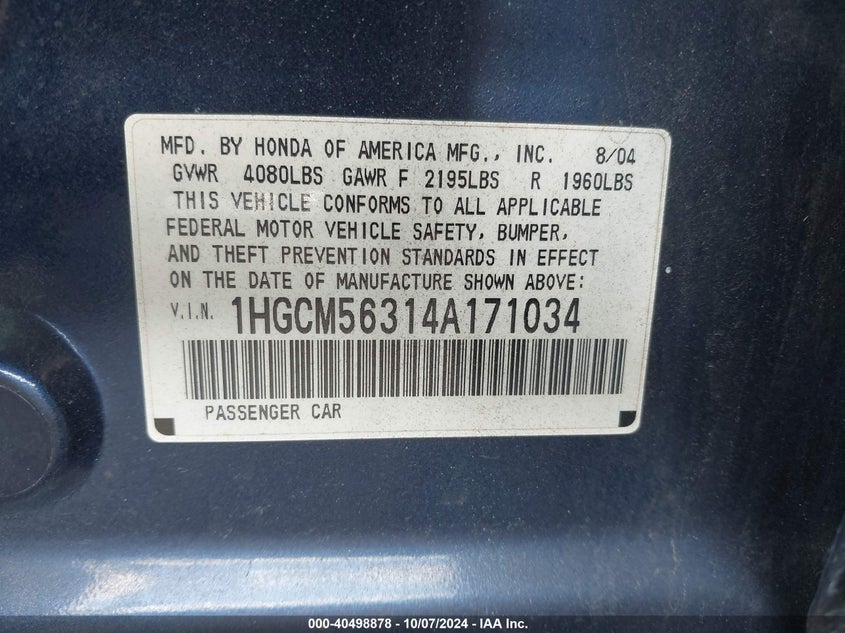 MFD. BY HONDA OF AMERICA MFG., INC. 8/04
GVWR 4080LBS GAWR F 2195LBS R 1960LBS
THIS VEHICLE CONFORMS TO ALL APPLICABLE
FEDERAL MOTOR VEHICLE SAFETY, BUMPER,
AND THEFT PREVENTION STANDARDS IN EFFECT
ON THE DATE OF MANUFACTURE SHOWN ABOVE:
V.I.N. 1HGCM56314A171034
PASSENGER CAR
000-40498878 - 10/07/2024 - IAA Inc.